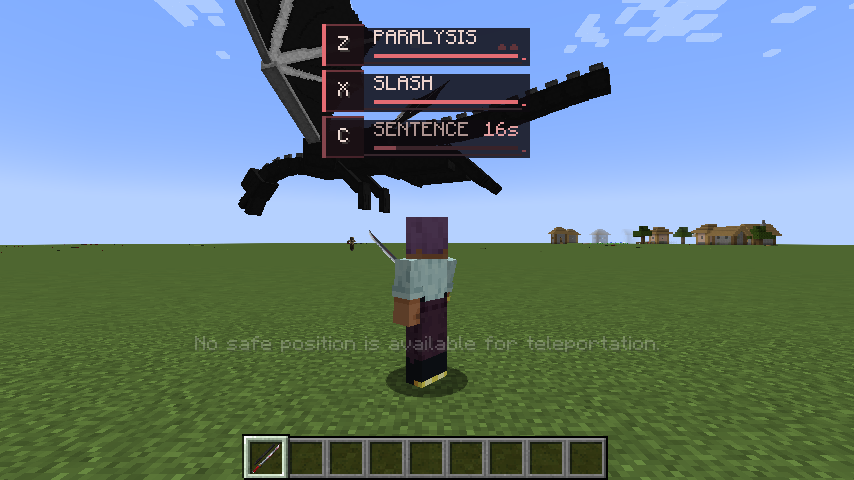 Z PARALYSIS
X SLASH
C SENTENCE 16s
No safe position is available for teleportation.